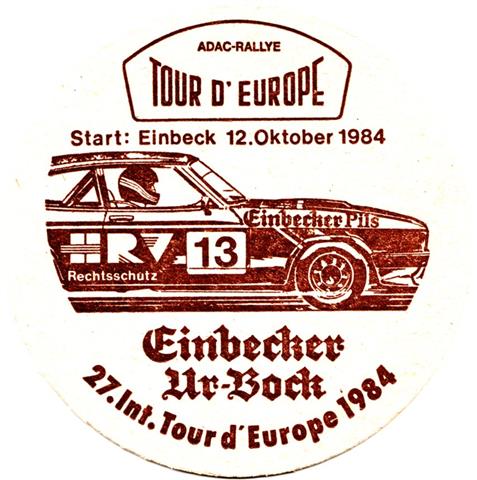 ADAC-RALLYE
TOUR D'EUROPE
Start: Einbeck 12.Oktober 1984
Einbecker Pils
HRV 13
Rechtsschutz
Einbecker
Ur-Bock
27.Int.Tour d'Europe 1984